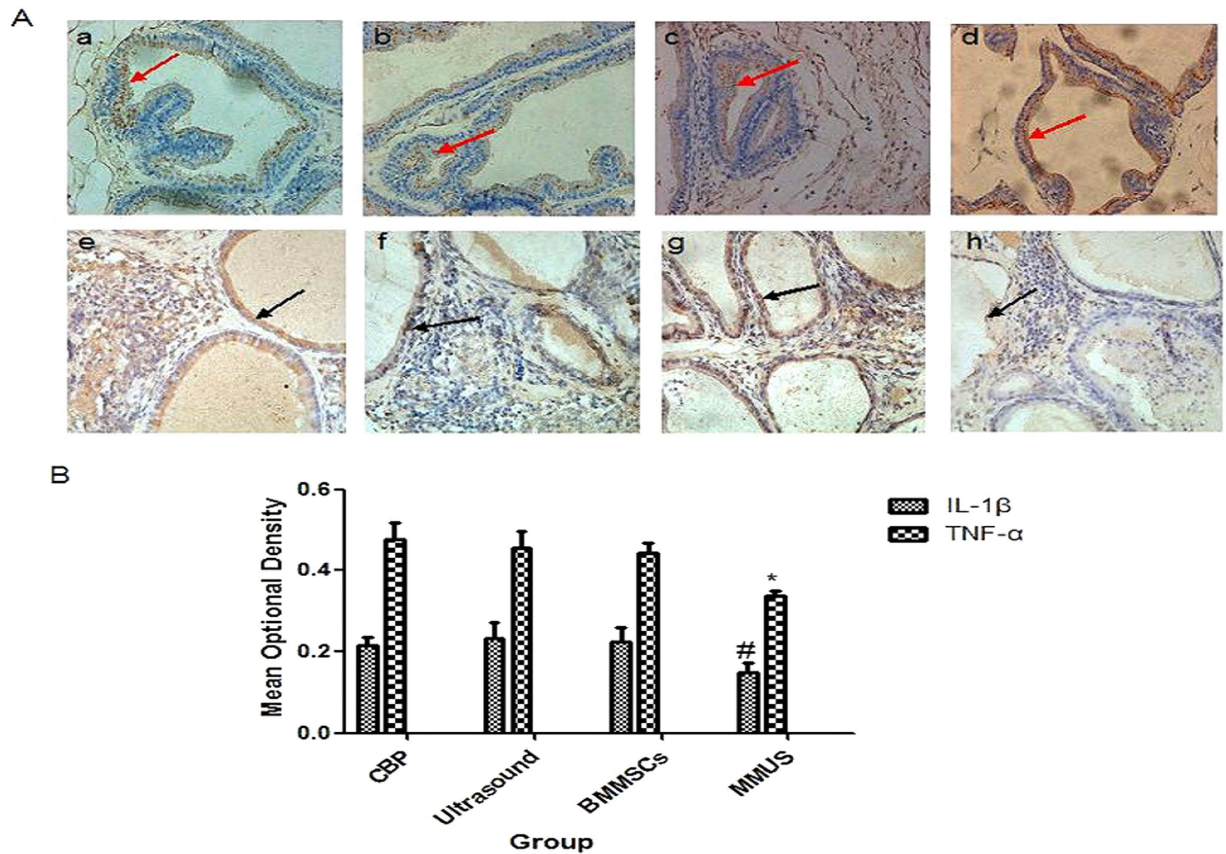 A
a
b
c
d
e
f
g
h
B
0.6
0.4
0.2
0.0
Mean Optional Density
#
*
IL-1β
TNF-α
CBP
Ultrasound
BMMSCs
MMUS
Group